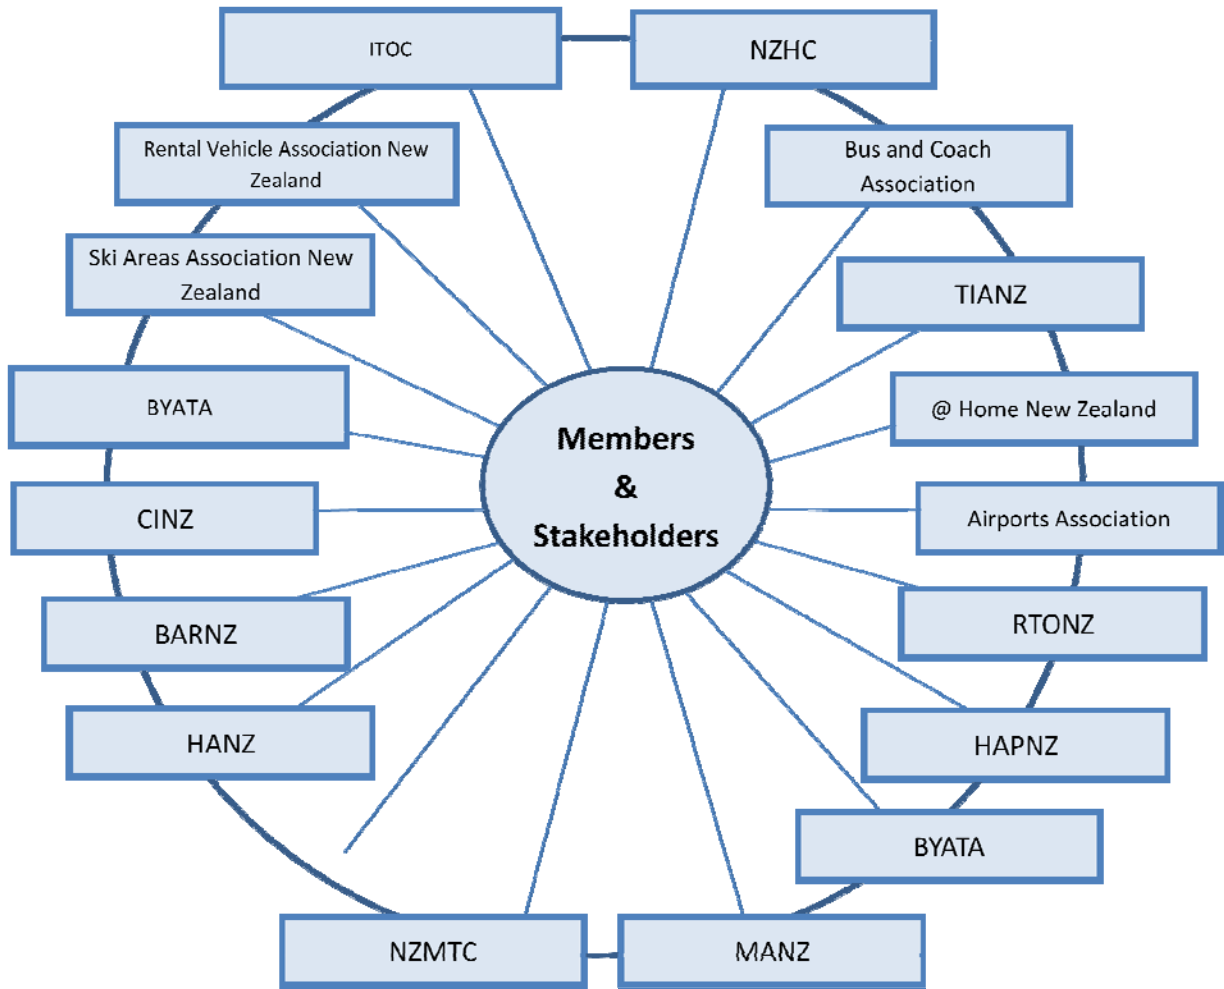 ITOC
NZHC
Rental Vehicle Association New
Zealand
Bus and Coach
Association
Ski Areas Association New
Zealand
TIANZ
BYATA
@ Home New Zealand
Members
&
Stakeholders
CINZ
Airports Association
BARNZ
RTONZ
HANZ
HAPNZ
BYATA
NZMTC
MANZ